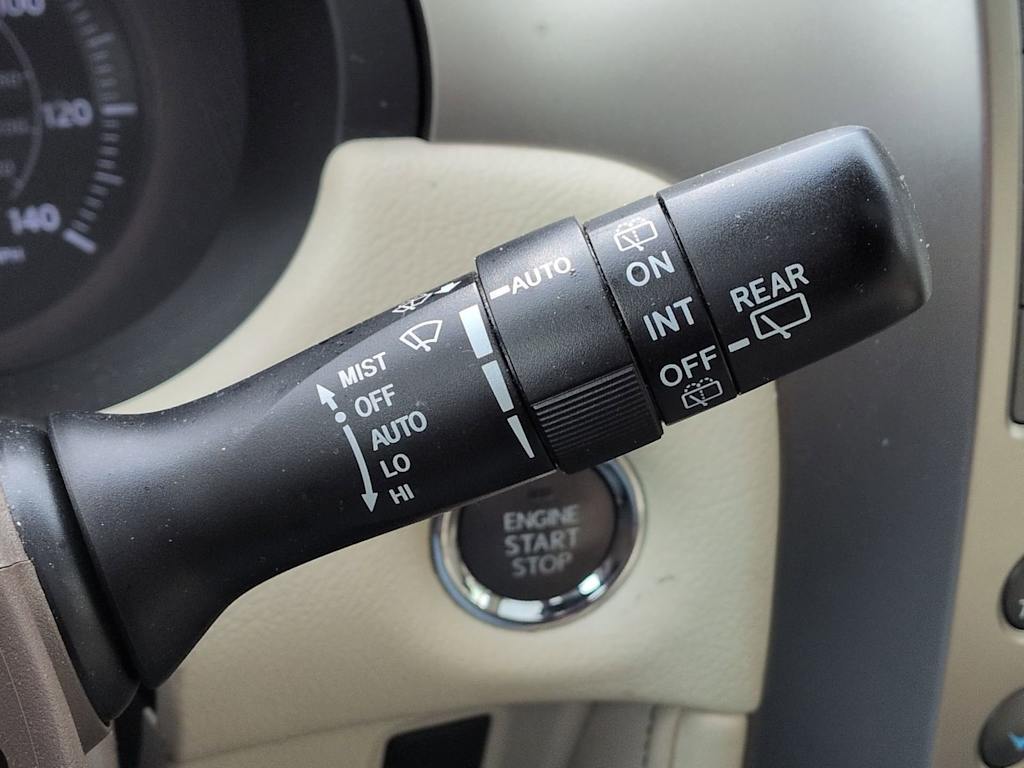 120
140
MIST
OFF
AUTO
LO
HI
AUTO
ON
INT
OFF
REAR
ENGINE
START
STOP